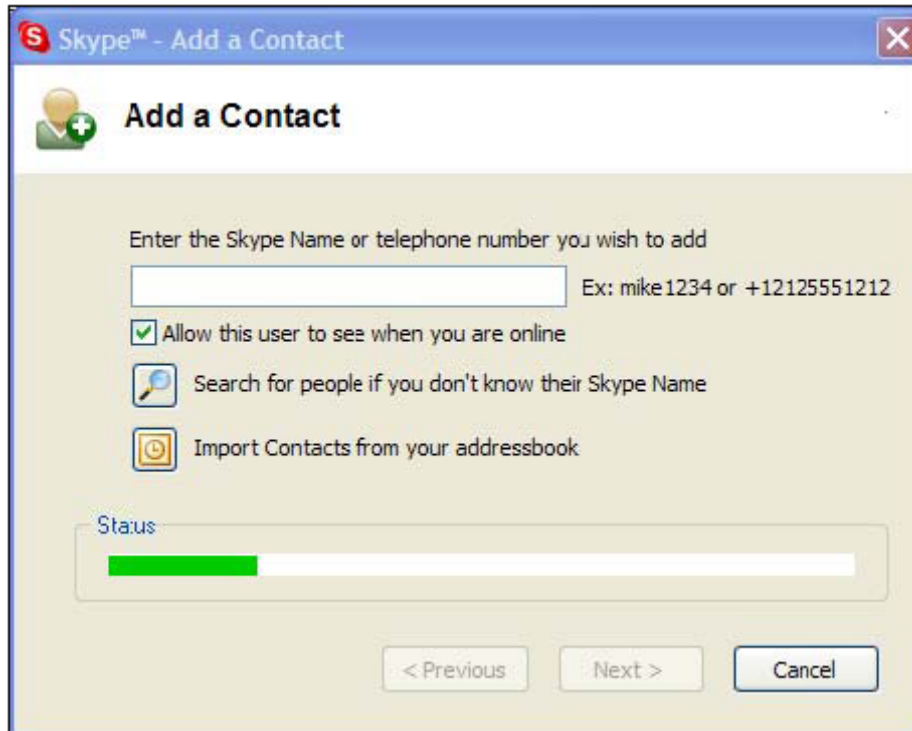 Skype™ - Add a Contact
Add a Contact
Enter the Skype Name or telephone number you wish to add
Ex: mike1234 or +12125551212
Allow this user to see when you are online
Search for people if you don't know their Skype Name
Import Contacts from your addressbook
Status
< Previous Next > Cancel